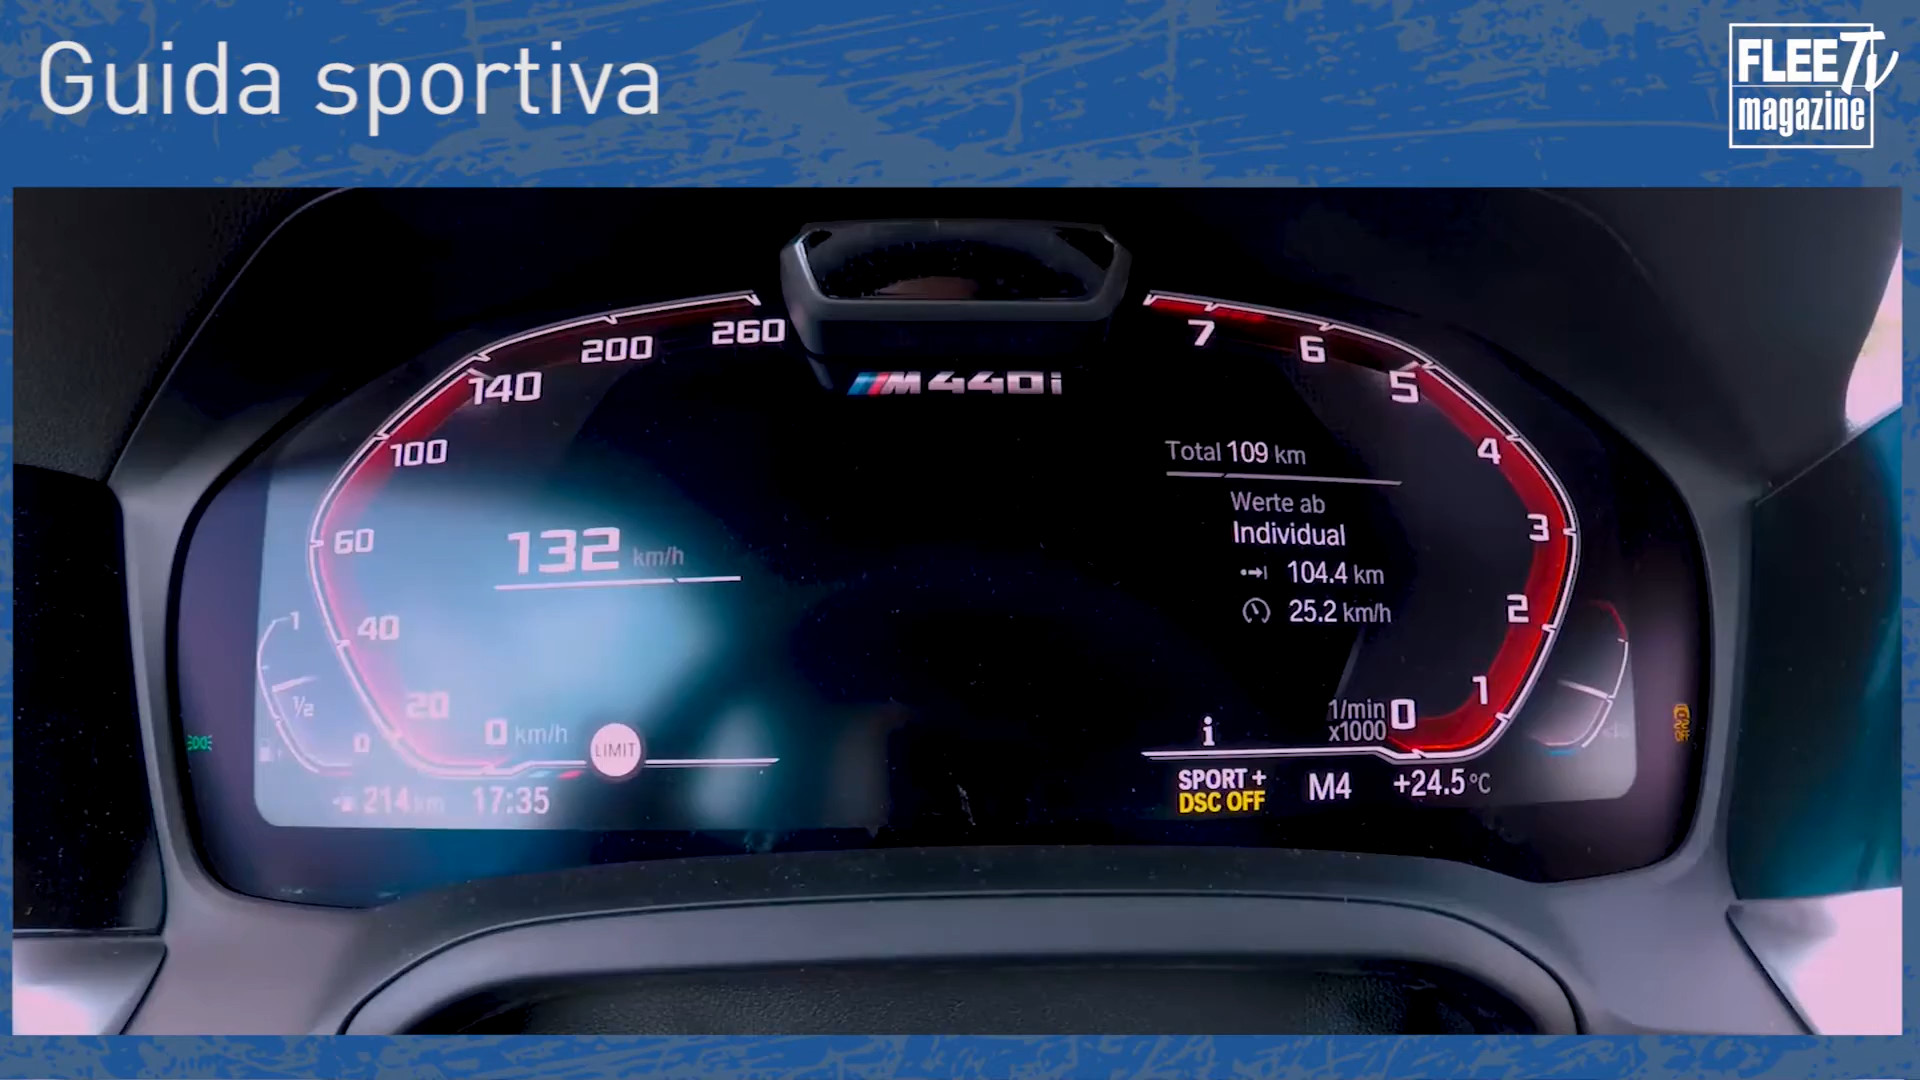 Guida sportiva
FLEETV
magazine
260
200
140
100
60
40
20
0
M440i
7
6
5
4
3
2
1
0
132 km/h
Total 109 km
Werte ab
Individual
104.4 km
25.2 km/h
1
1/2
0
0 km/h
LIMIT
1/min
x1000
i
SPORT +
DSC OFF
M4
+24.5 °C
214 km
17:35